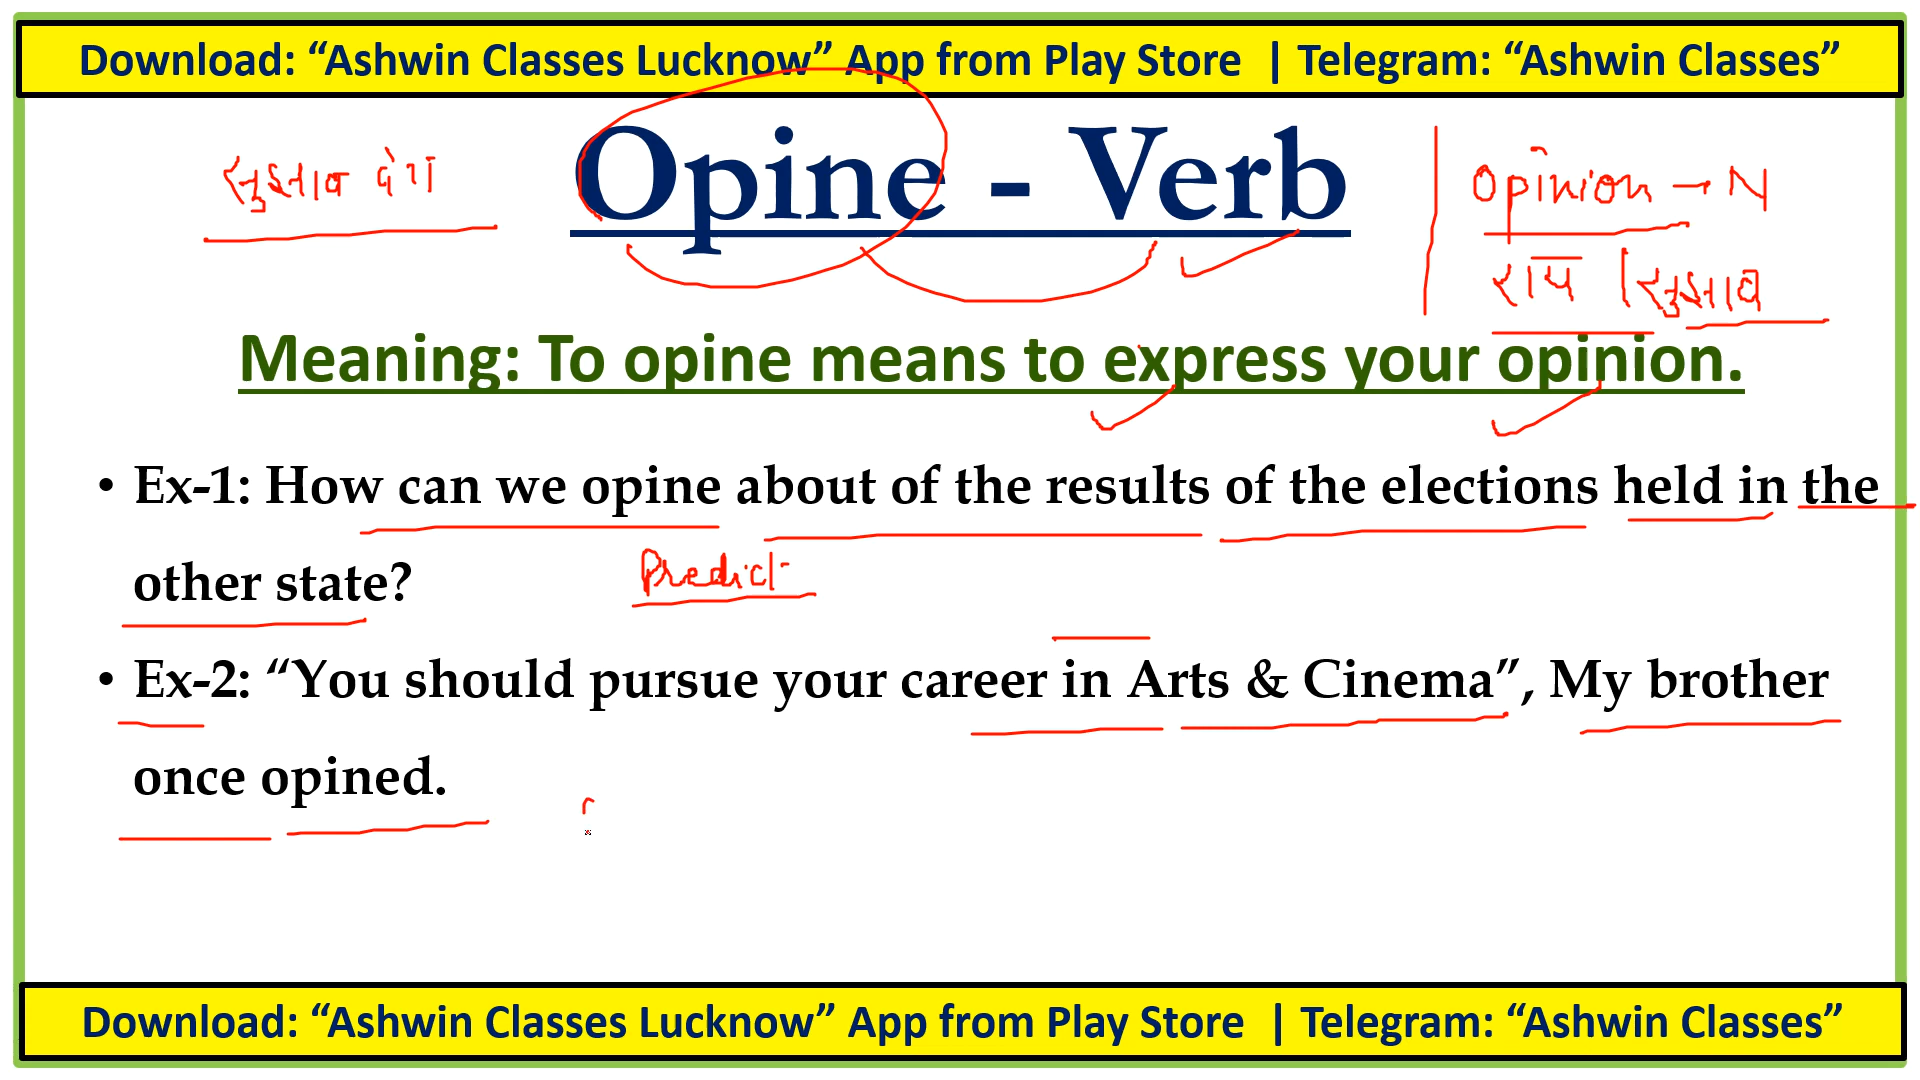 Download: “Ashwin Classes Lucknow” App from Play Store | Telegram: “Ashwin Classes”
सुझाव देना
Opine - Verb
Opinion → N
राय / सुझाव
Meaning: To opine means to express your opinion.
• Ex-1: How can we opine about of the results of the elections held in the
other state?
Predict
• Ex-2: “You should pursue your career in Arts & Cinema”, My brother
once opined.
Download: “Ashwin Classes Lucknow” App from Play Store | Telegram: “Ashwin Classes”